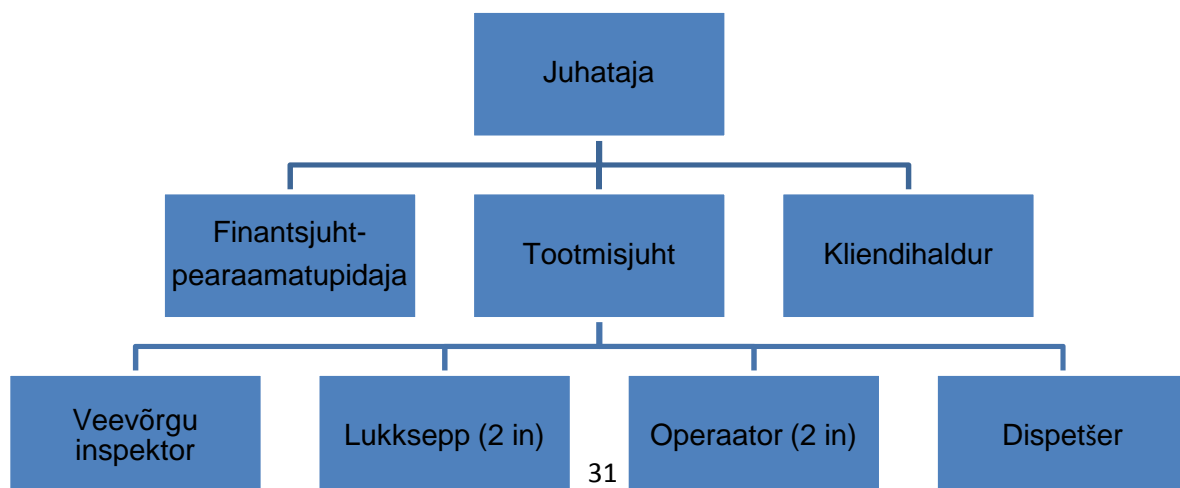 Juhataja
Finantsjuht-
pearaamatupidaja
Tootmisjuht
Kliendihaldur
Veevõrgu
inspektor
Lukksepp (2 in)
Operaator (2 in)
Dispetšer
31